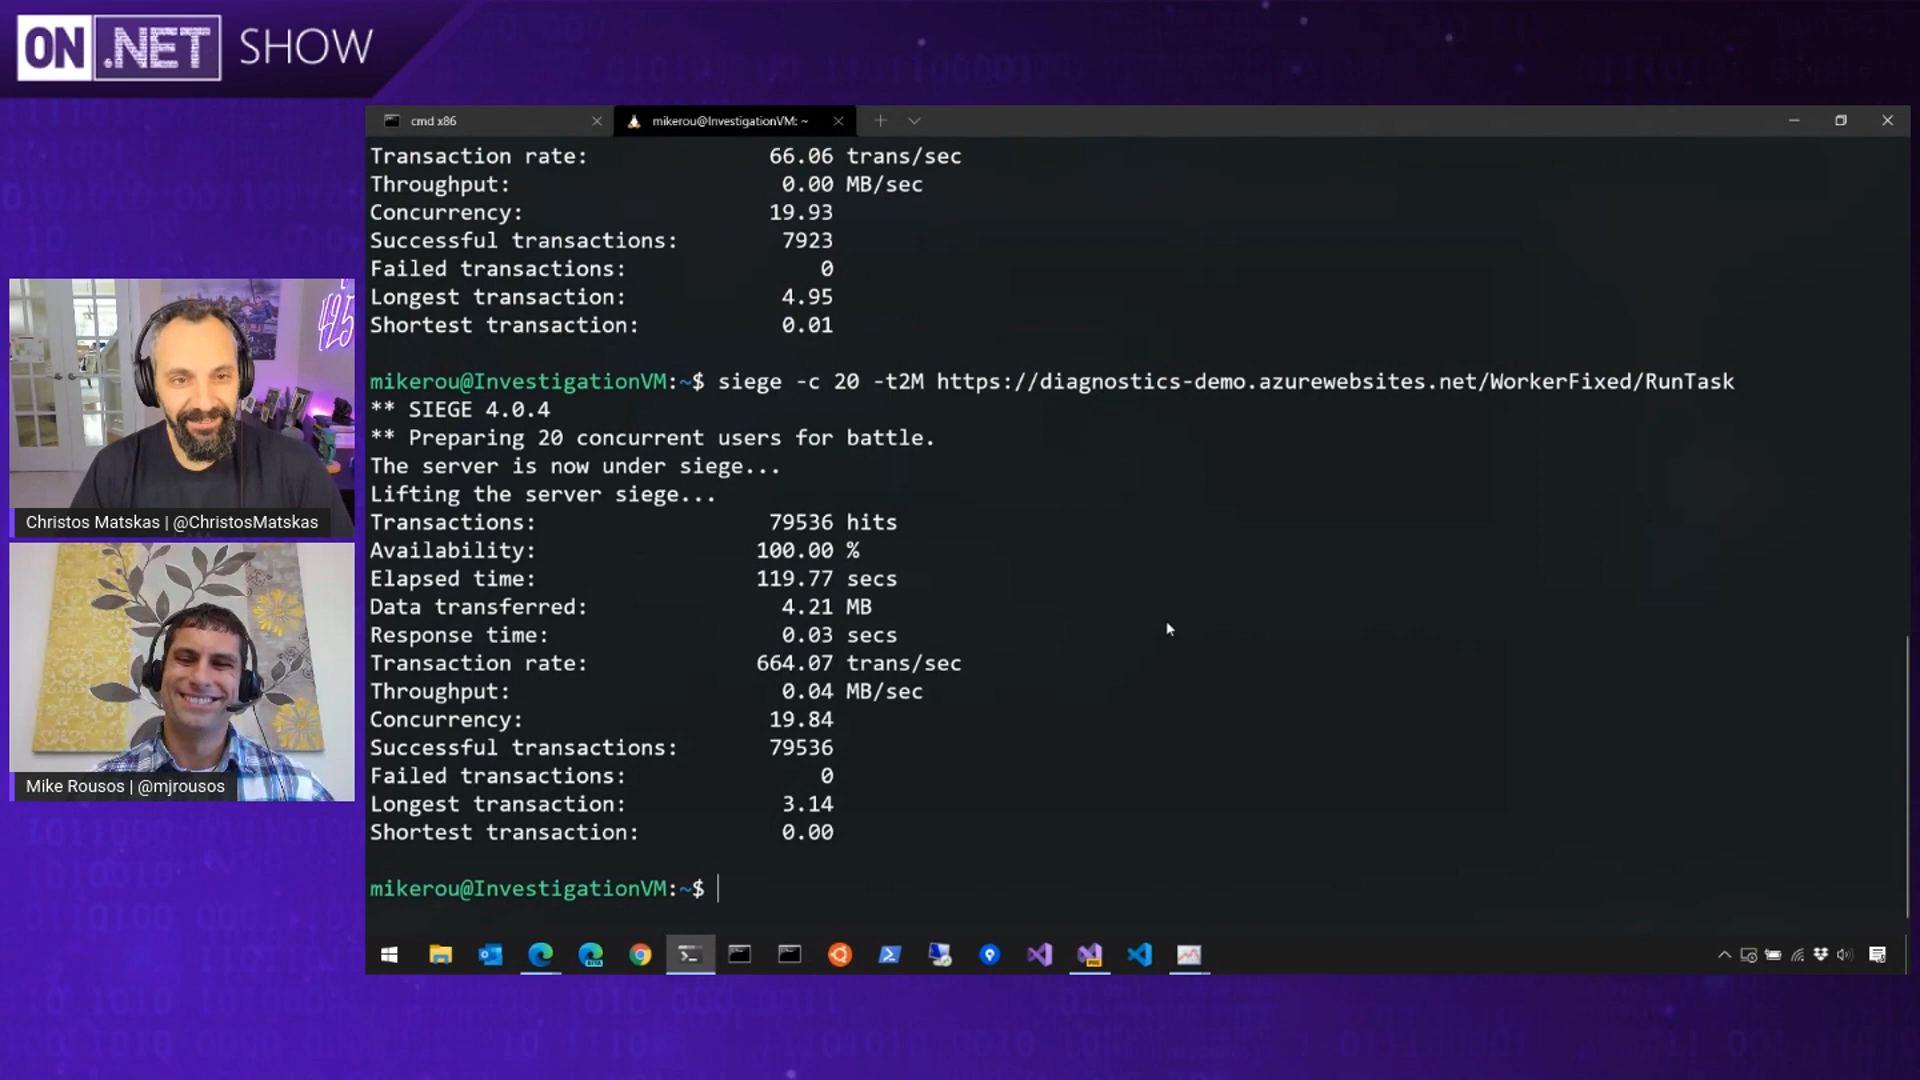 ON .NET SHOW
cmd x86
mikerou@InvestigationVM: ~
Transaction rate: 66.06 trans/sec
Throughput: 0.00 MB/sec
Concurrency: 19.93
Successful transactions: 7923
Failed transactions: 0
Longest transaction: 4.95
Shortest transaction: 0.01
mikerou@InvestigationVM:~$ siege -c 20 -t2M https://diagnostics-demo.azurewebsites.net/WorkerFixed/RunTask
** SIEGE 4.0.4
** Preparing 20 concurrent users for battle.
The server is now under siege...
Lifting the server siege...
Transactions: 79536 hits
Availability: 100.00 %
Elapsed time: 119.77 secs
Data transferred: 4.21 MB
Response time: 0.03 secs
Transaction rate: 664.07 trans/sec
Throughput: 0.04 MB/sec
Concurrency: 19.84
Successful transactions: 79536
Failed transactions: 0
Longest transaction: 3.14
Shortest transaction: 0.00
mikerou@InvestigationVM:~$
425
Christos Matskas | @ChristosMatskas
Mike Rousos | @mjrousos